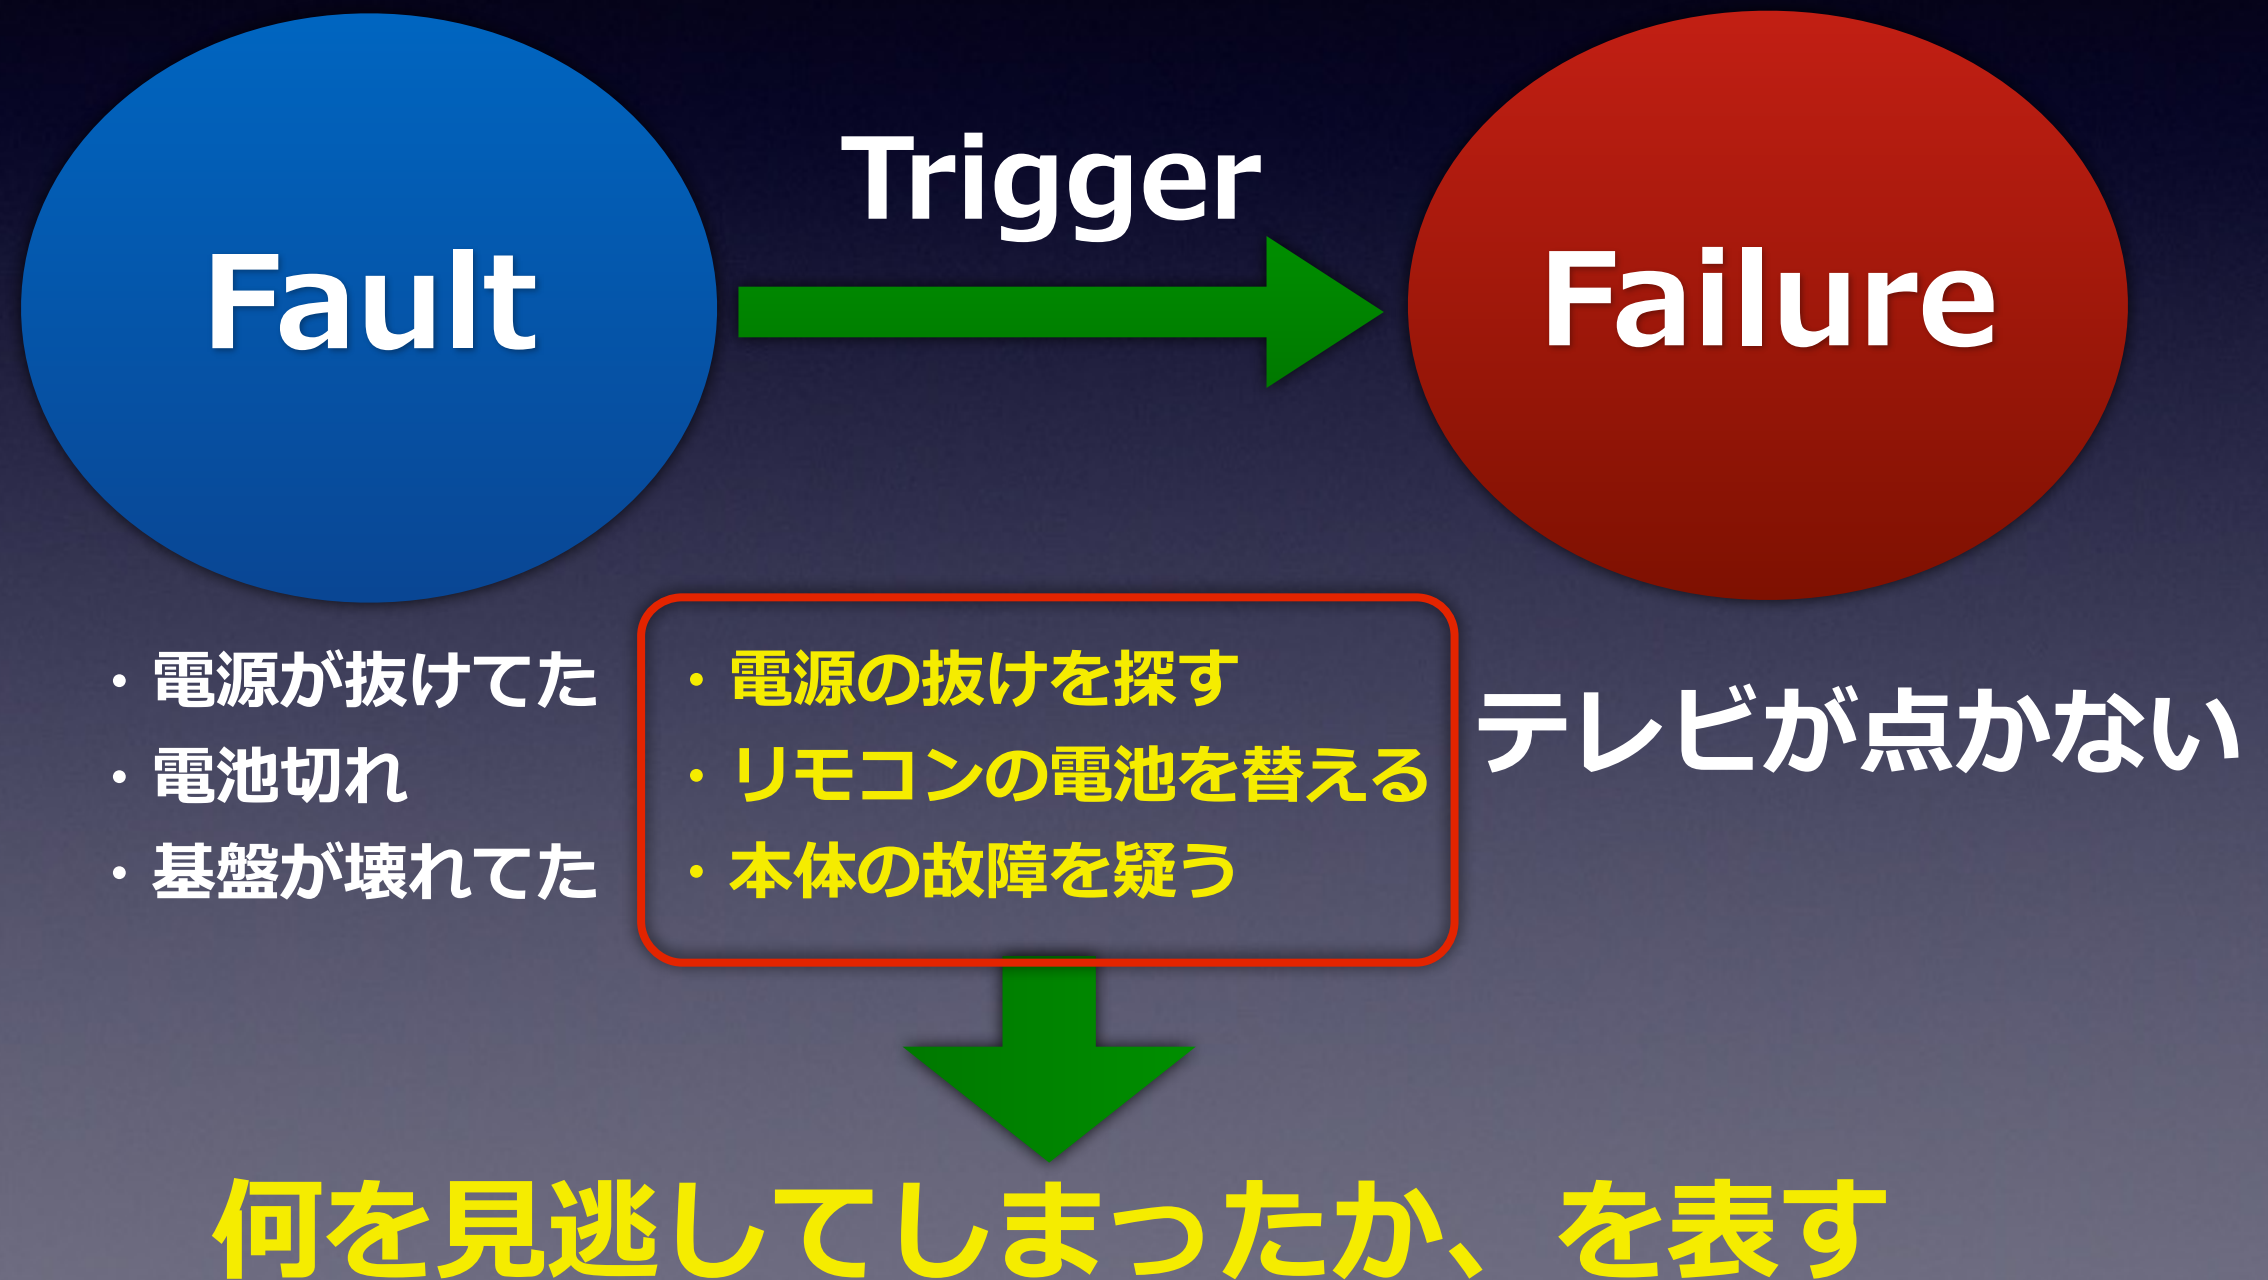 Fault
Trigger
Failure
・電源が抜けてた
・電池切れ
・基盤が壊れてた
・電源の抜けを探す
・リモコンの電池を替える
・本体の故障を疑う
テレビが点かない
何を見逃してしまったか、を表す